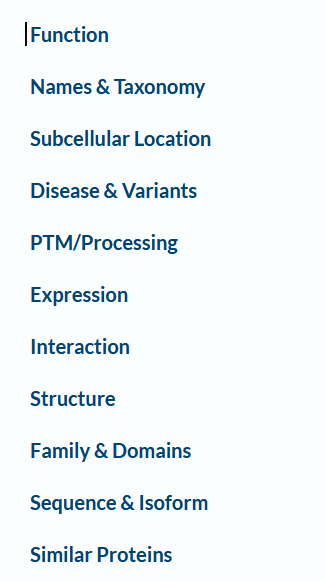 Function
Names & Taxonomy
Subcellular Location
Disease & Variants
PTM/Processing
Expression
Interaction
Structure
Family & Domains
Sequence & Isoform
Similar Proteins